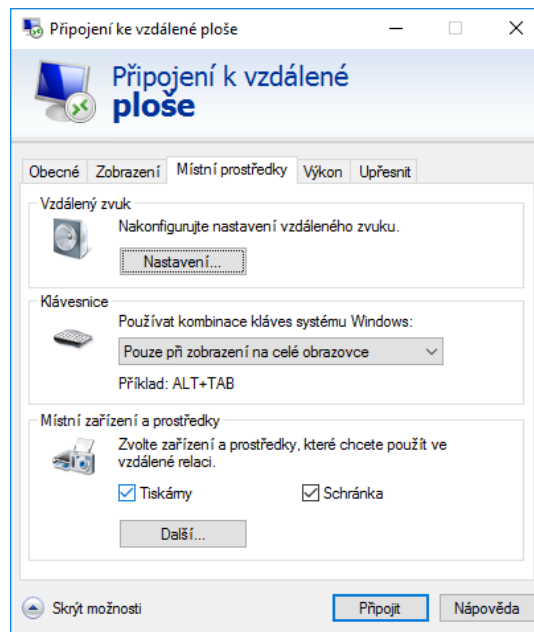 Připojení ke vzdálené ploše
Připojení k vzdálené
ploše
Obecné Zobrazení Místní prostředky Výkon Upřesnit
Vzdálený zvuk
Nakonfigurujte nastavení vzdáleného zvuku.
Nastavení...
Klávesnice
Používat kombinace kláves systému Windows:
Pouze při zobrazení na celé obrazovce
Příklad: ALT+TAB
Místní zařízení a prostředky
Zvolte zařízení a prostředky, které chcete použít ve
vzdálené relaci.
Tiskárny Schránka
Další...
Skrýt možnosti Připojit Nápověda